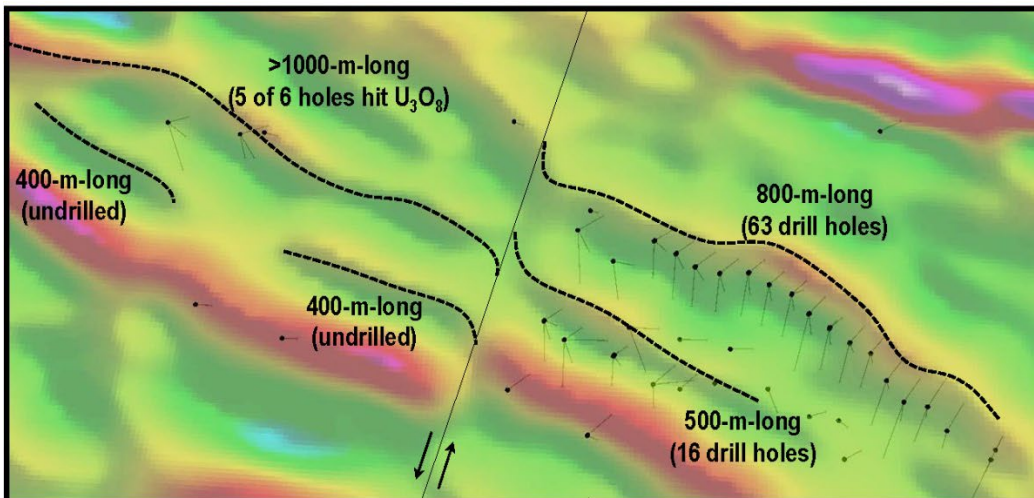 >1000-m-long
(5 of 6 holes hit U₃O₈)
400-m-long
(undrilled)
800-m-long
(63 drill holes)
400-m-long
(undrilled)
500-m-long
(16 drill holes)